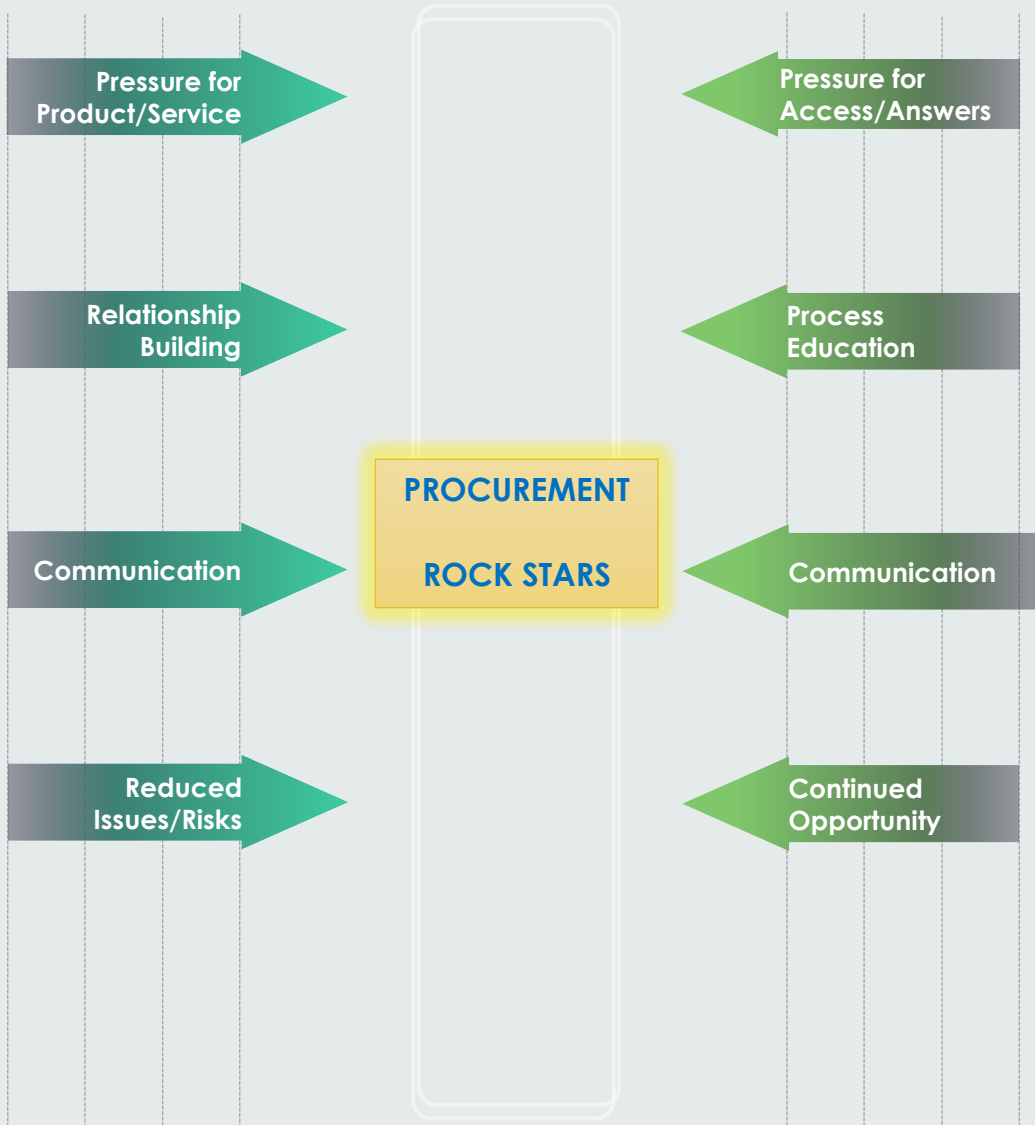 Pressure for
Product/Service
Pressure for
Access/Answers
Relationship
Building
Process
Education
PROCUREMENT
ROCK STARS
Communication
Communication
Reduced
Issues/Risks
Continued
Opportunity